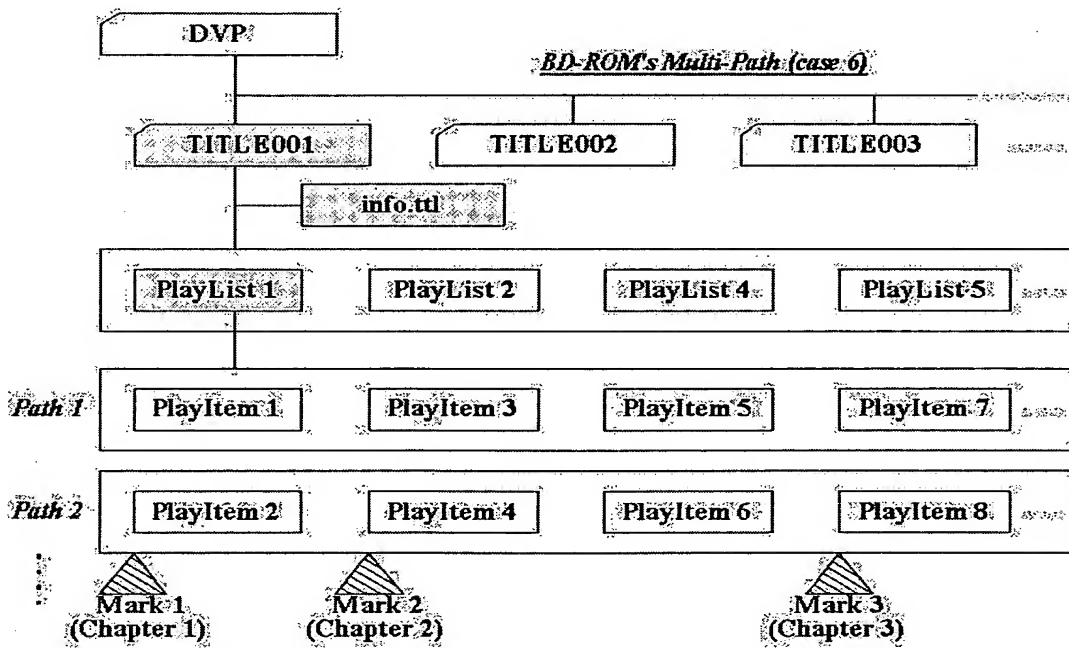 DVP
BD-ROM's Multi-Path (case 6)
TITLE001
TITLE002
TITLE003
info.ttl
PlayList 1
PlayList 2
PlayList 4
PlayList 5
Path 1
PlayItem 1
PlayItem 3
PlayItem 5
PlayItem 7
Path 2
PlayItem 2
PlayItem 4
PlayItem 6
PlayItem 8
Mark 1
(Chapter 1)
Mark 2
(Chapter 2)
Mark 3
(Chapter 3)